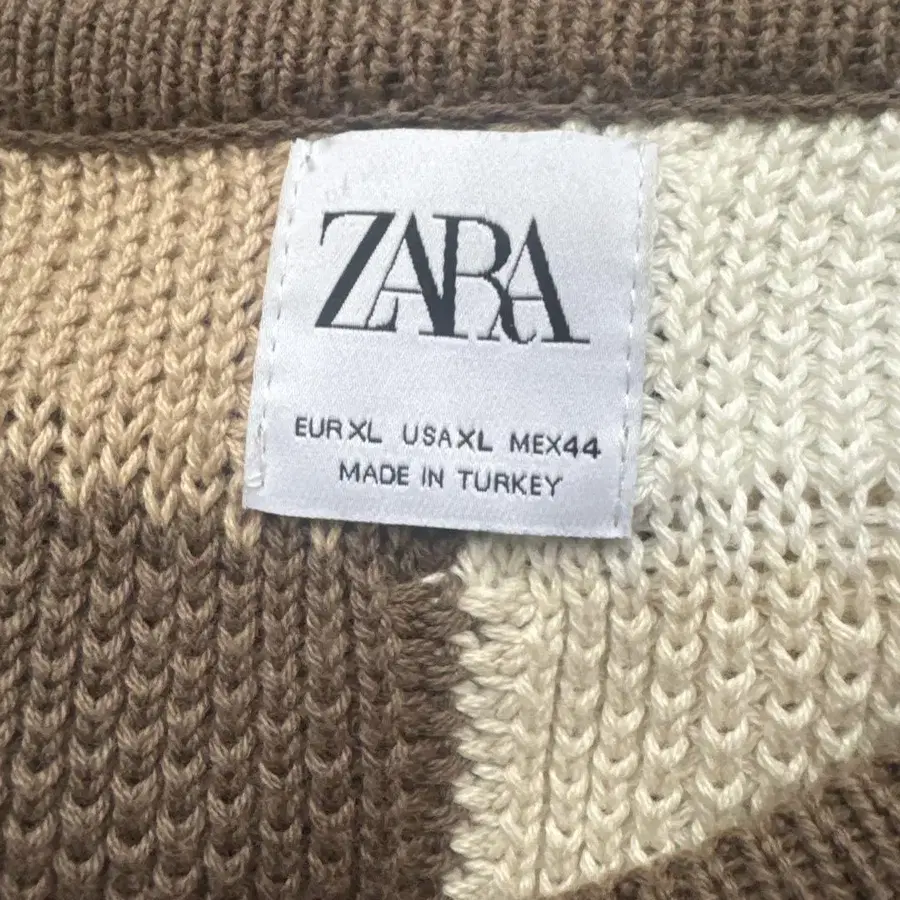 ZARA
EUR XL USA XL MEX 44
MADE IN TURKEY